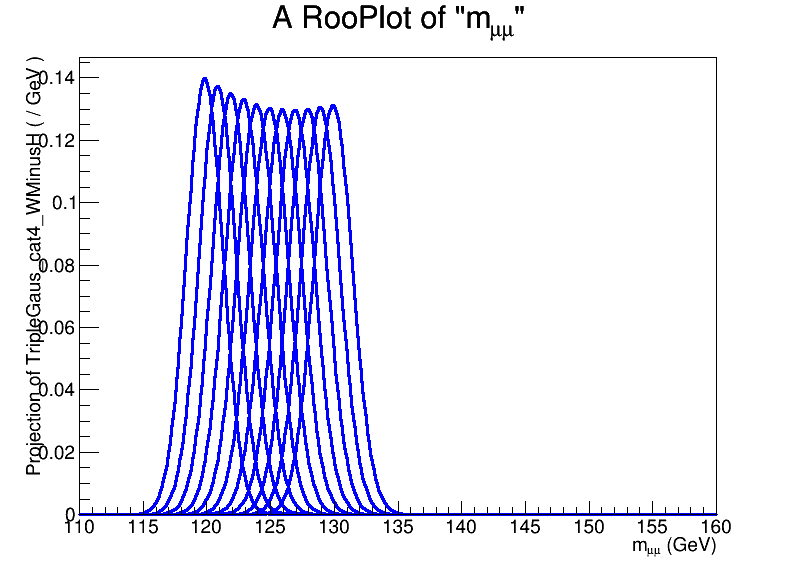 A RooPlot of "mμμ"
Projection of TripleGaus_cat4_WMinusH ( / GeV )
0.14
0.12
0.1
0.08
0.06
0.04
0.02
0
110 115 120 125 130 135 140 145 150 155 160
mμμ (GeV)